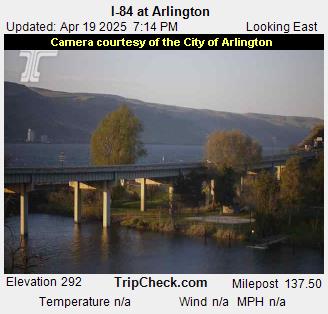 I-84 at Arlington
Updated: Apr 19 2025 7:14 PM Looking East
Camera courtesy of the City of Arlington
Elevation 292 TripCheck.com Milepost 137.50
Temperature n/a Wind n/a MPH n/a